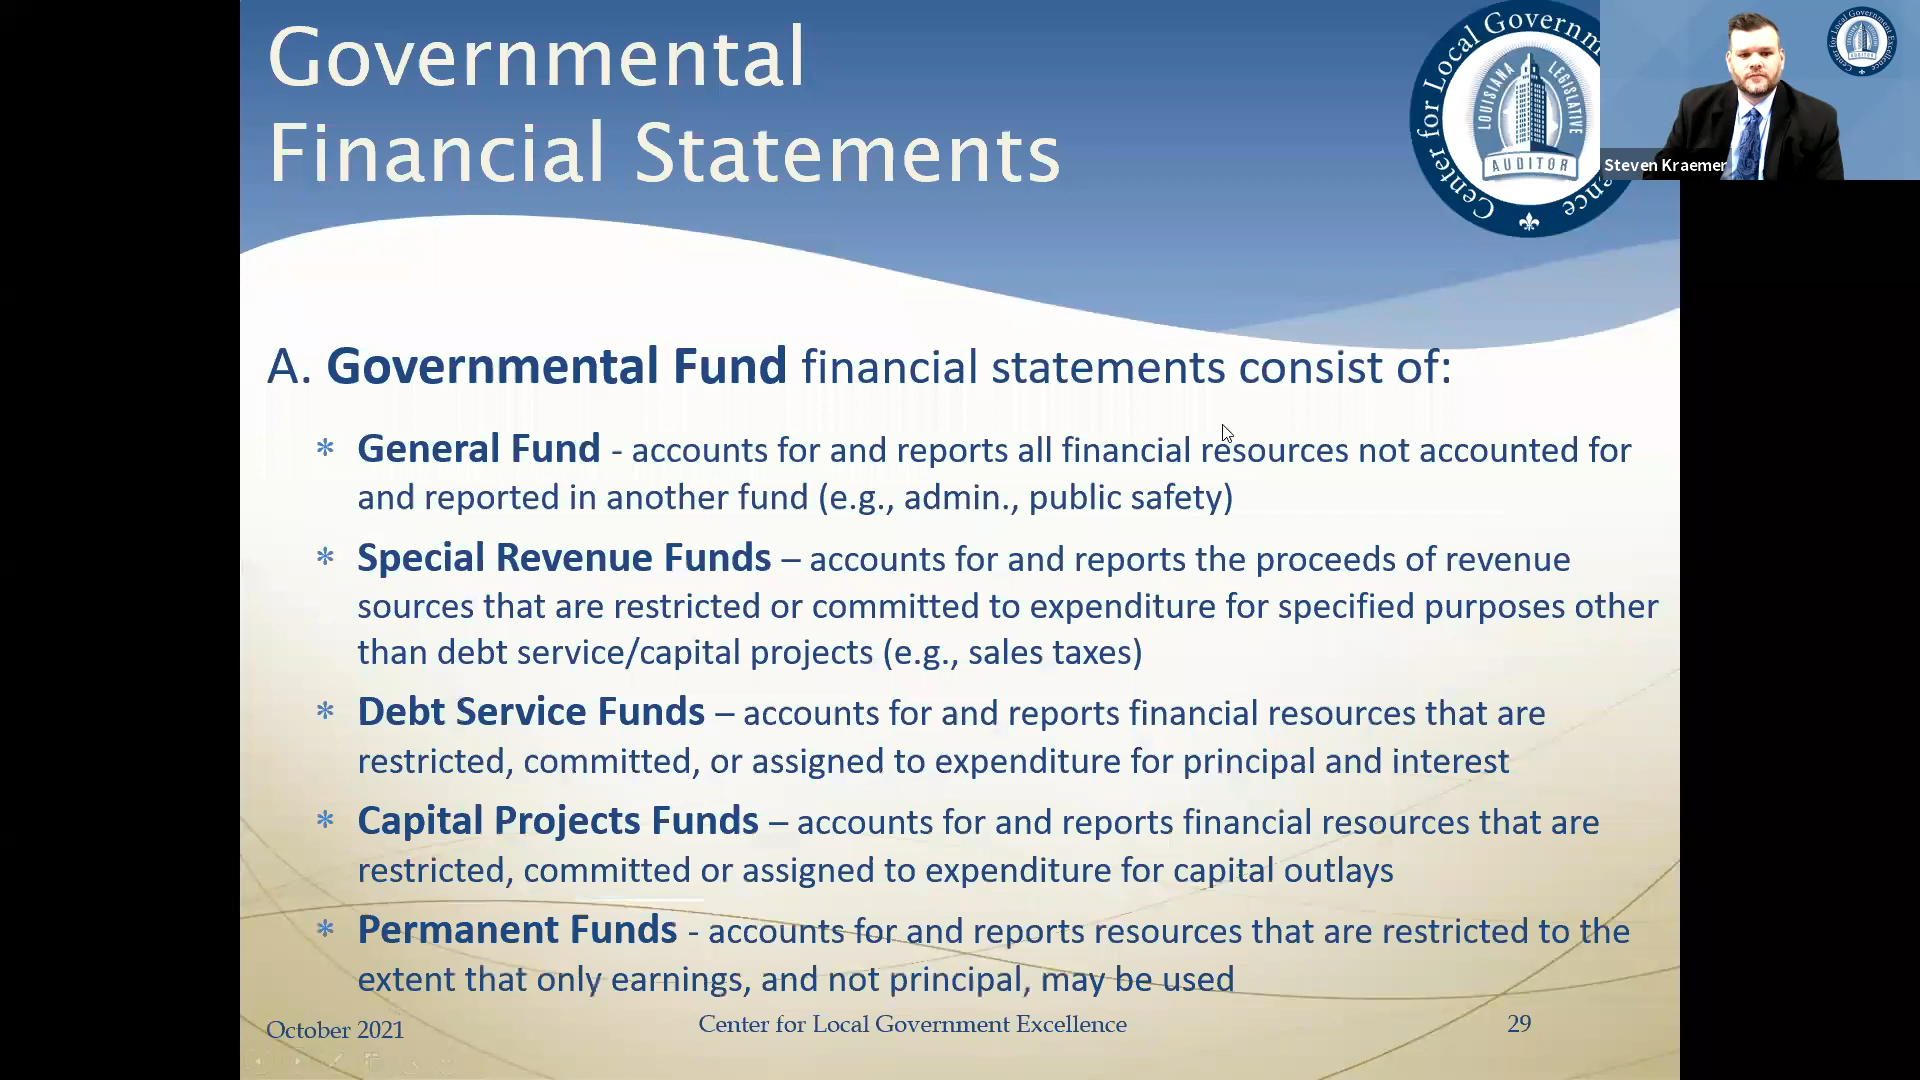 Governmental
Financial Statements
Center for Local Governm
ence
LOUISIANA LEGISLATIVE
AUDITOR
Center for Local Government Excellence
Steven Kraemer
A. Governmental Fund financial statements consist of:
* General Fund - accounts for and reports all financial resources not accounted for
and reported in another fund (e.g., admin., public safety)
* Special Revenue Funds – accounts for and reports the proceeds of revenue
sources that are restricted or committed to expenditure for specified purposes other
than debt service/capital projects (e.g., sales taxes)
* Debt Service Funds – accounts for and reports financial resources that are
restricted, committed, or assigned to expenditure for principal and interest
* Capital Projects Funds – accounts for and reports financial resources that are
restricted, committed or assigned to expenditure for capital outlays
* Permanent Funds - accounts for and reports resources that are restricted to the
extent that only earnings, and not principal, may be used
October 2021
Center for Local Government Excellence
29